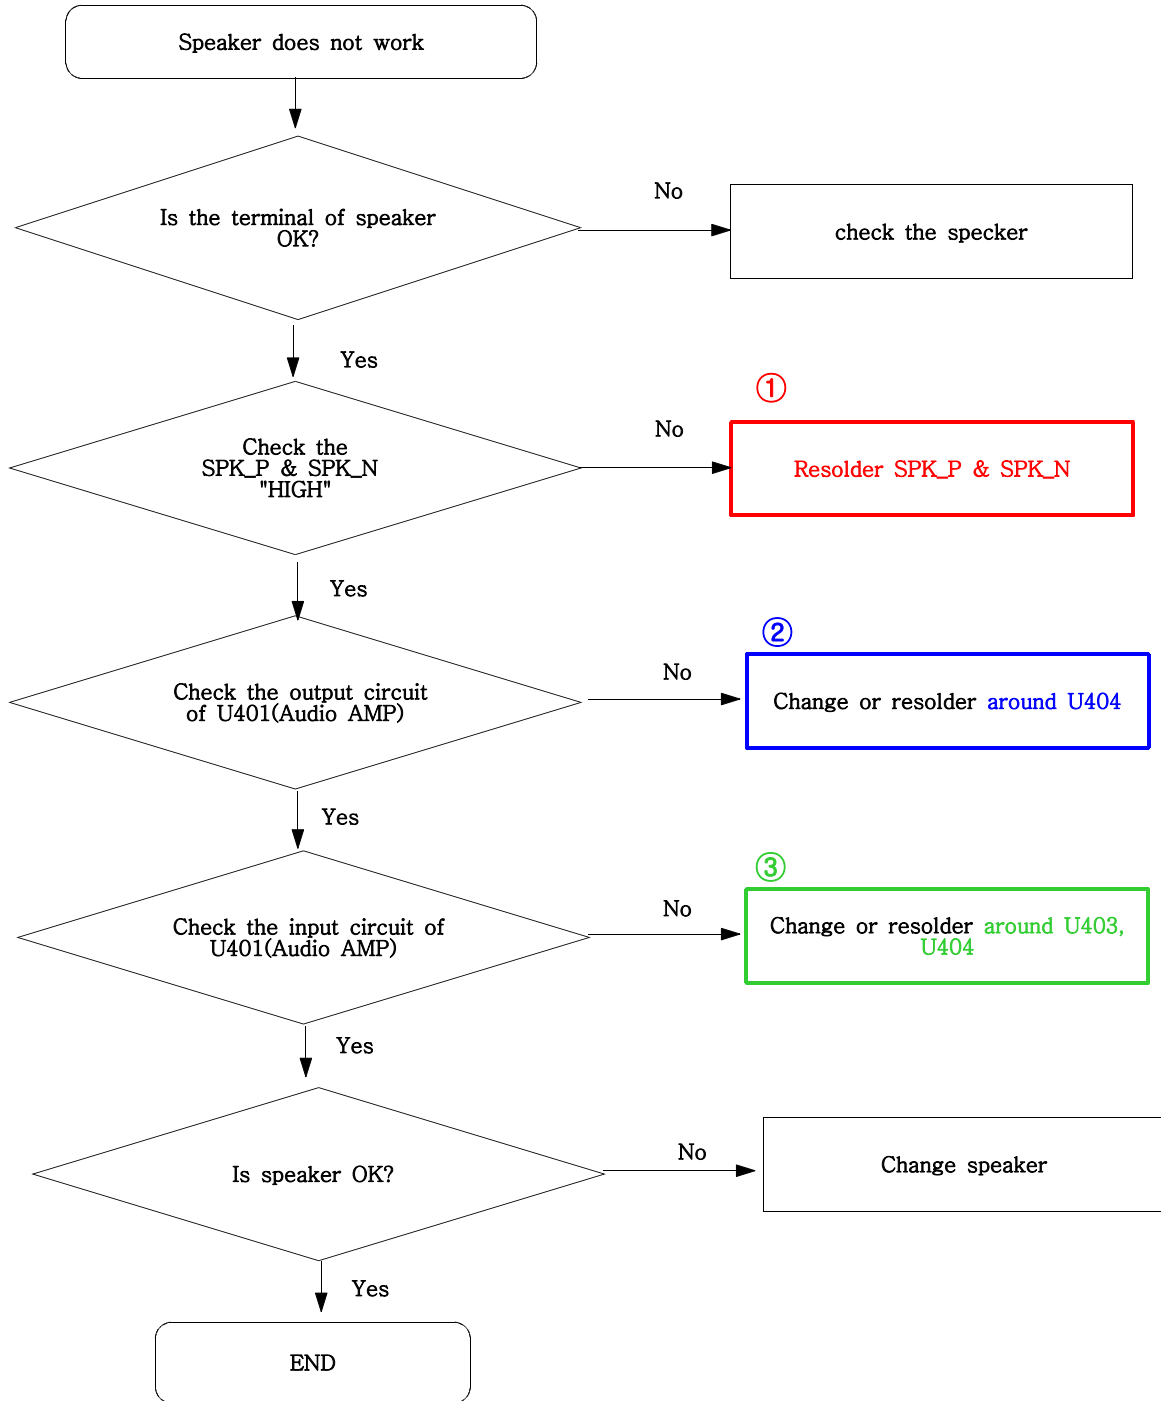 Speaker does not work
Is the terminal of speaker
OK?
No
check the specker
Yes
①
Check the
SPK_P & SPK_N
"HIGH"
No
Resolder SPK_P & SPK_N
Yes
②
Check the output circuit
of U401(Audio AMP)
No
Change or resolder around U404
Yes
③
Check the input circuit of
U401(Audio AMP)
No
Change or resolder around U403,
U404
Yes
Is speaker OK?
No
Change speaker
Yes
END